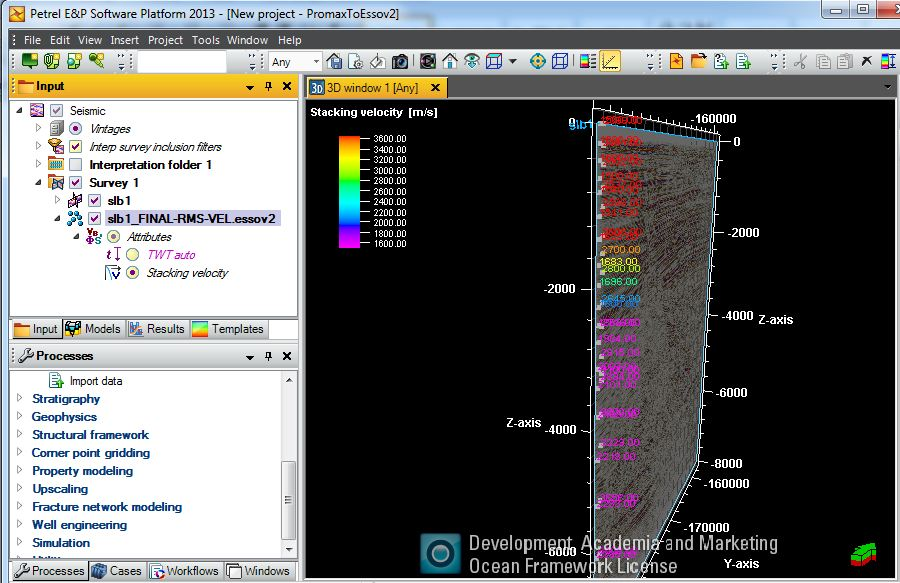 Petrel E&P Software Platform 2013 - [New project - PromaxToEssov2]
File Edit View Insert Project Tools Window Help
Any
Input
Seismic
Vintages
Interp survey inclusion filters
Interpretation folder 1
Survey 1
slb1
slb1_FINAL-RMS-VEL.essov2
Attributes
TWT auto
Stacking velocity
Input Models Results Templates
Processes
Import data
Stratigraphy
Geophysics
Structural framework
Corner point gridding
Property modeling
Upscaling
Fracture network modeling
Well engineering
Simulation
Processes Cases Workflows Windows
3D window 1 [Any]
Stacking velocity [m/s]
3600.00
3400.00
3200.00
3000.00
2800.00
2600.00
2400.00
2200.00
2000.00
1800.00
1600.00
0
slb1
-160000
0
-2000
2700.00
1683.00
2800.00
1696.00
-2000
-4000 Z-axis
-6000
Z-axis -4000
-8000
-160000
-170000
-6000
Y-axis
Development, Academia and Marketing
Ocean Framework License